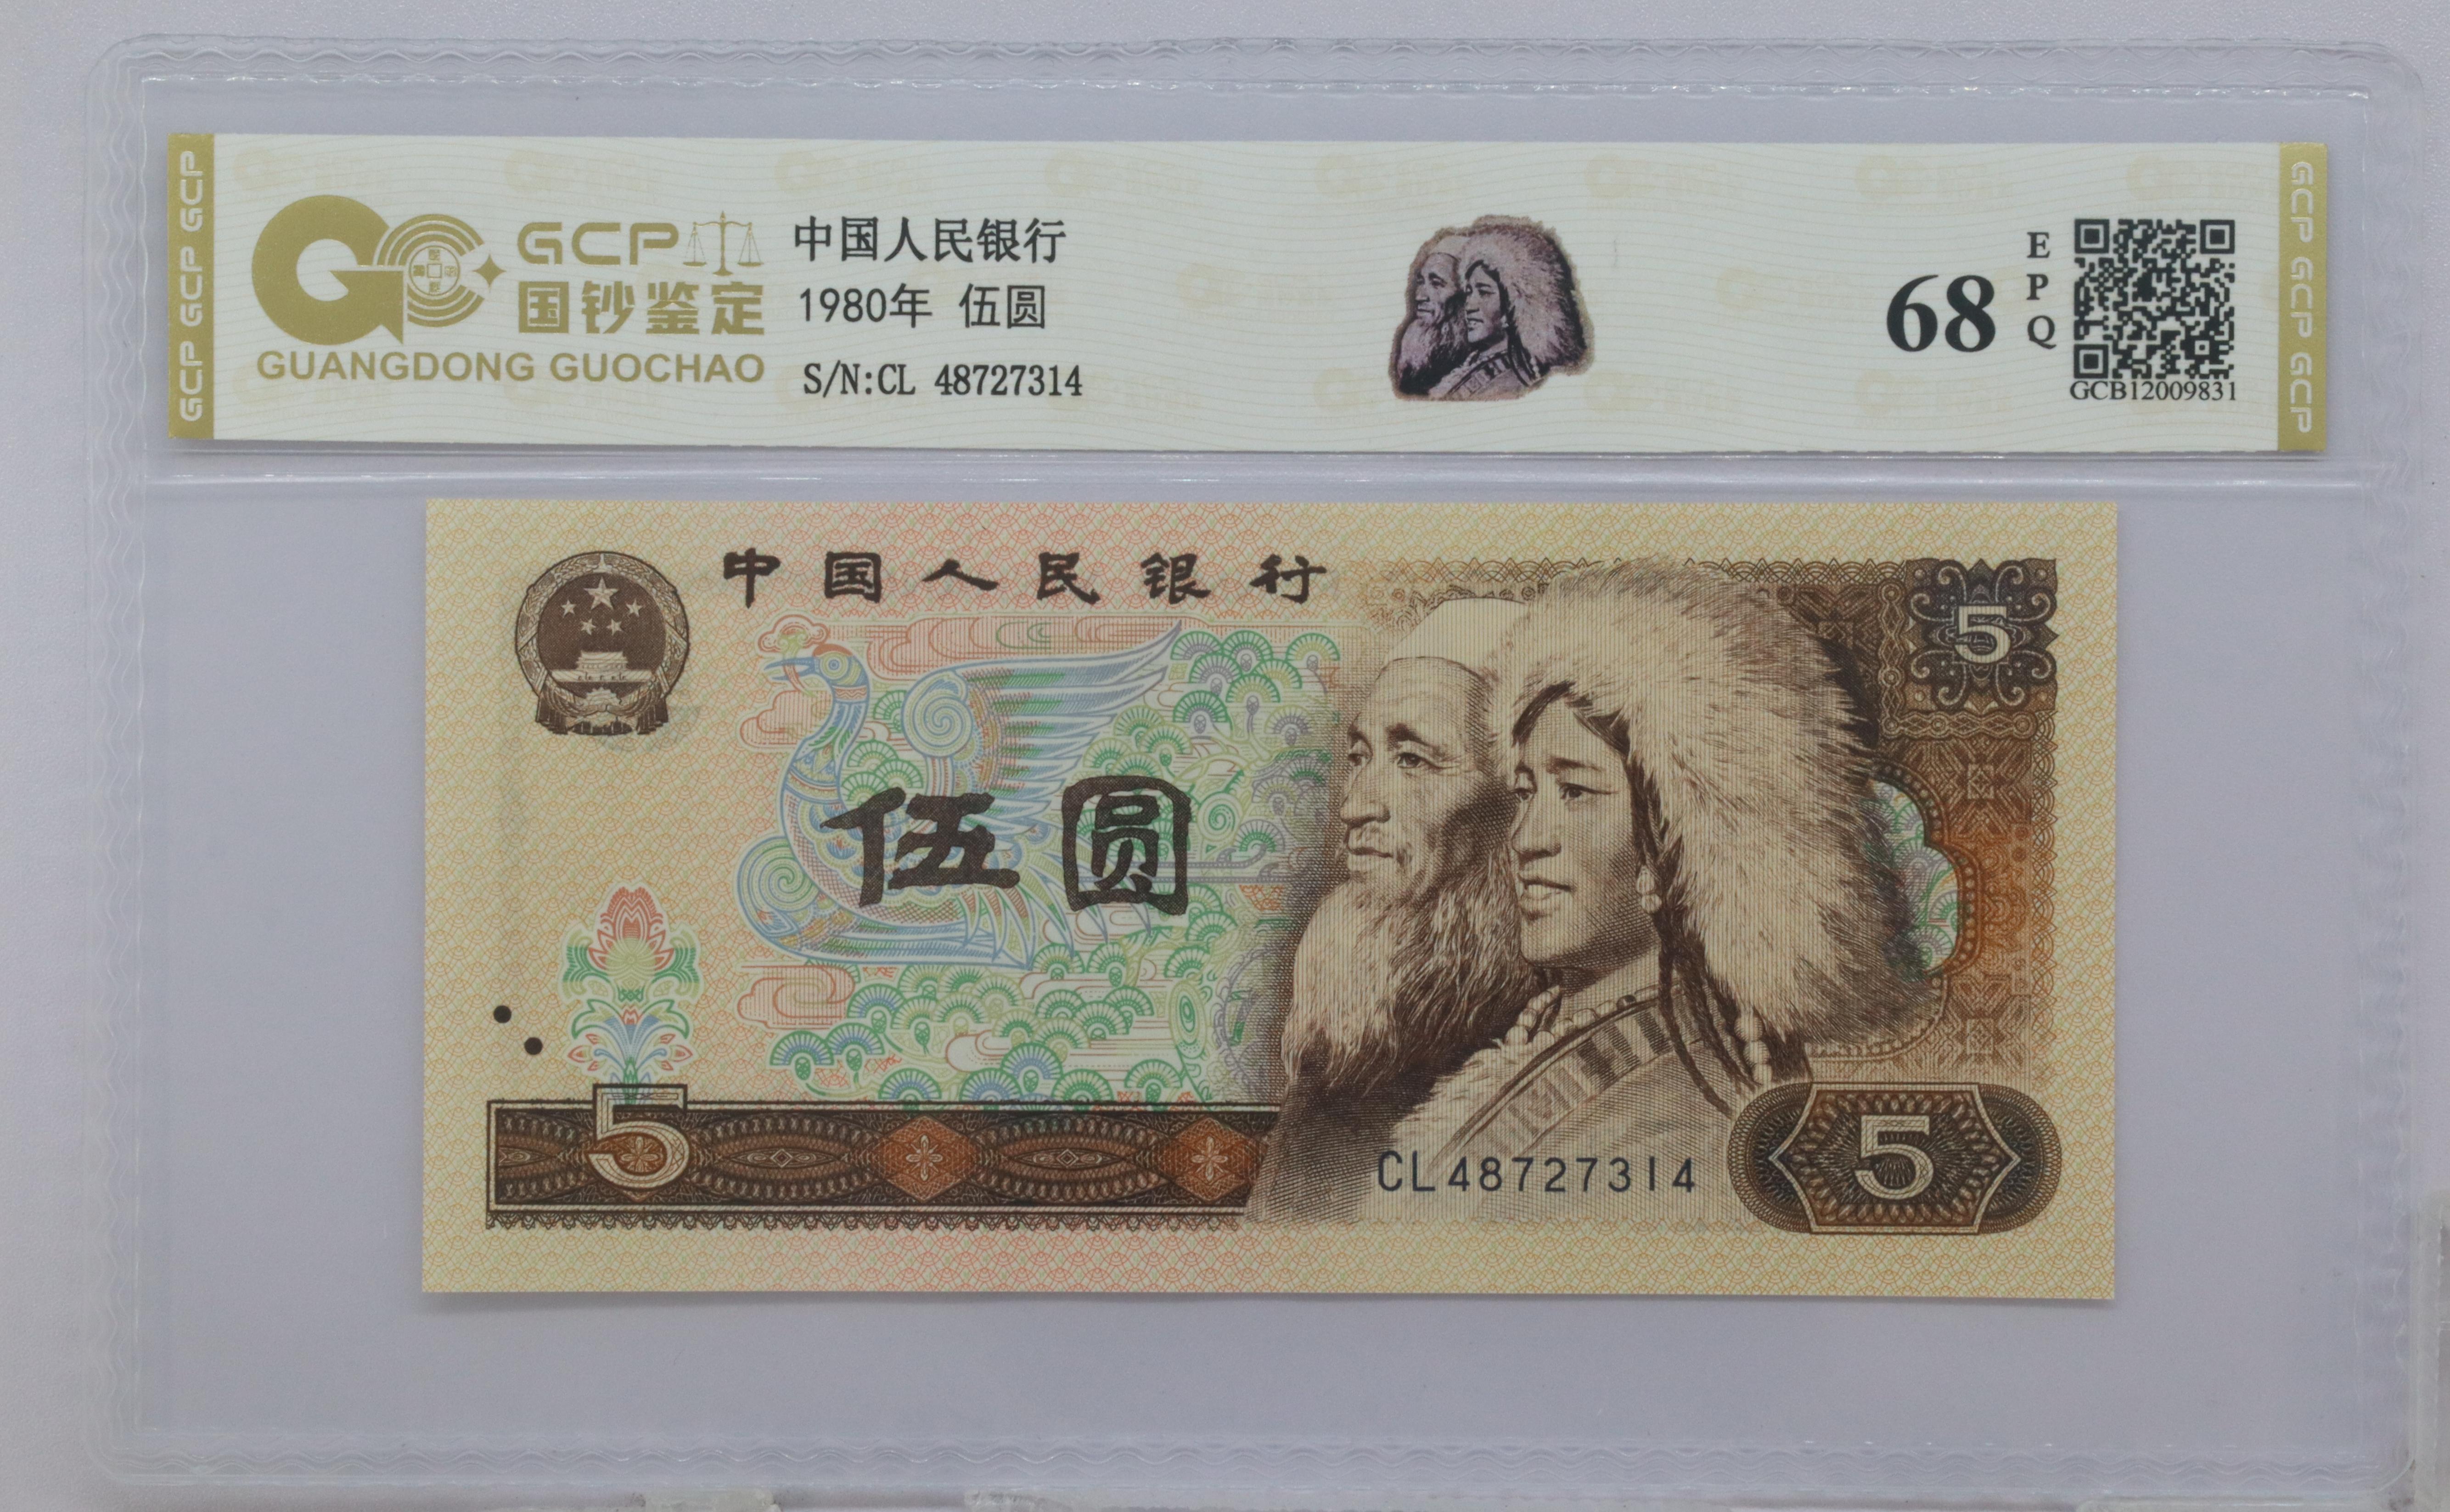 GCP GCP GCP
GCP
国钞鉴定
GUANGDONG GUOCHAO
中国人民银行
1980年 伍圆
S/N:CL 48727314
68
EPQ
GCB12009831
GCP GCP GCP
中国人民银行
5
伍圆
5
CL48727314
5